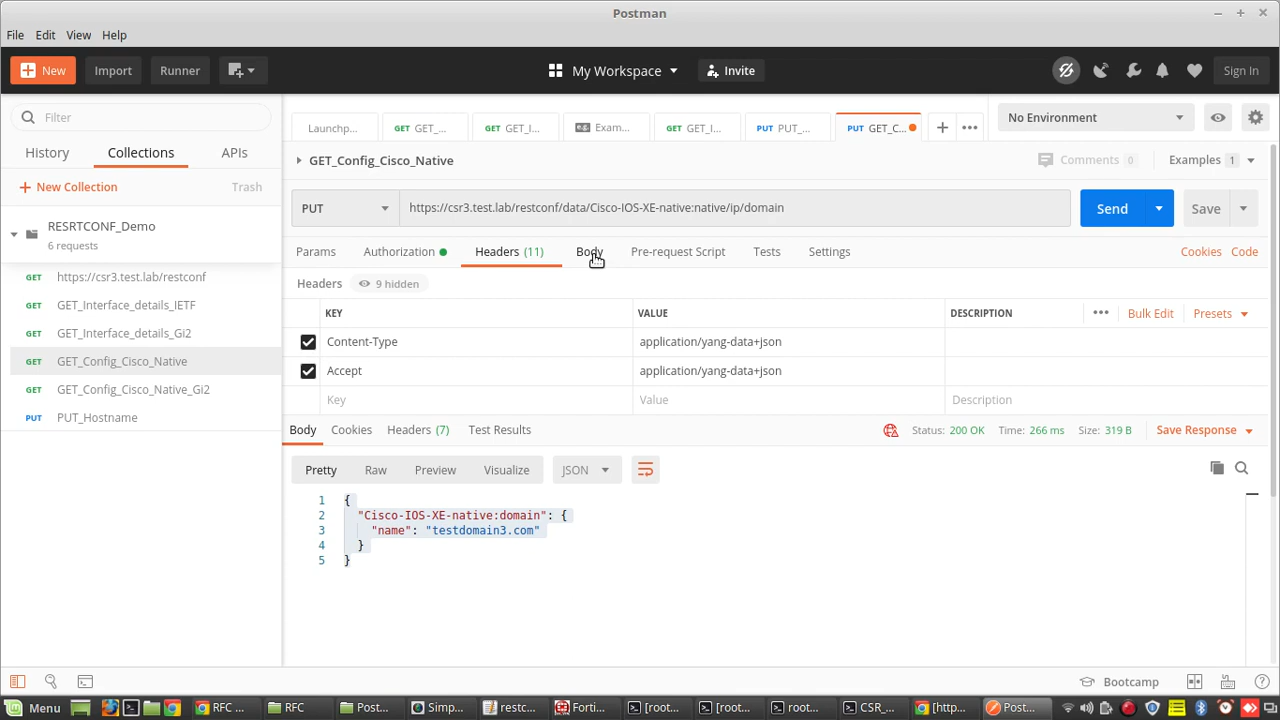 Postman
File Edit View Help
New Import Runner My Workspace Invite Sign In
Filter
Launchp... GET GET_... GET GET_I... Exam... GET GET_I... PUT PUT_... PUT GET_C... No Environment
History Collections APIs
GET_Config_Cisco_Native Comments 0 Examples 1
New Collection Trash
PUT https://csr3.test.lab/restconf/data/Cisco-IOS-XE-native:native/ip/domain Send Save
RESRTCONF_Demo
6 requests
Params Authorization Headers (11) Body Pre-request Script Tests Settings Cookies Code
GET https://csr3.test.lab/restconf
Headers 9 hidden
GET GET_Interface_details_IETF
KEY VALUE DESCRIPTION Bulk Edit Presets
GET GET_Interface_details_Gi2
Content-Type application/yang-data+json
GET GET_Config_Cisco_Native
Accept application/yang-data+json
GET GET_Config_Cisco_Native_Gi2
Key Value Description
PUT PUT_Hostname
Body Cookies Headers (7) Test Results Status: 200 OK Time: 266 ms Size: 319 B Save Response
Pretty Raw Preview Visualize JSON
1 {
2 "Cisco-IOS-XE-native:domain": {
3 "name": "testdomain3.com"
4 }
5 }
Bootcamp
Menu RFC ... RFC Post... Simp... restc... Forti... [root... [root... root... CSR_... [http... Post...